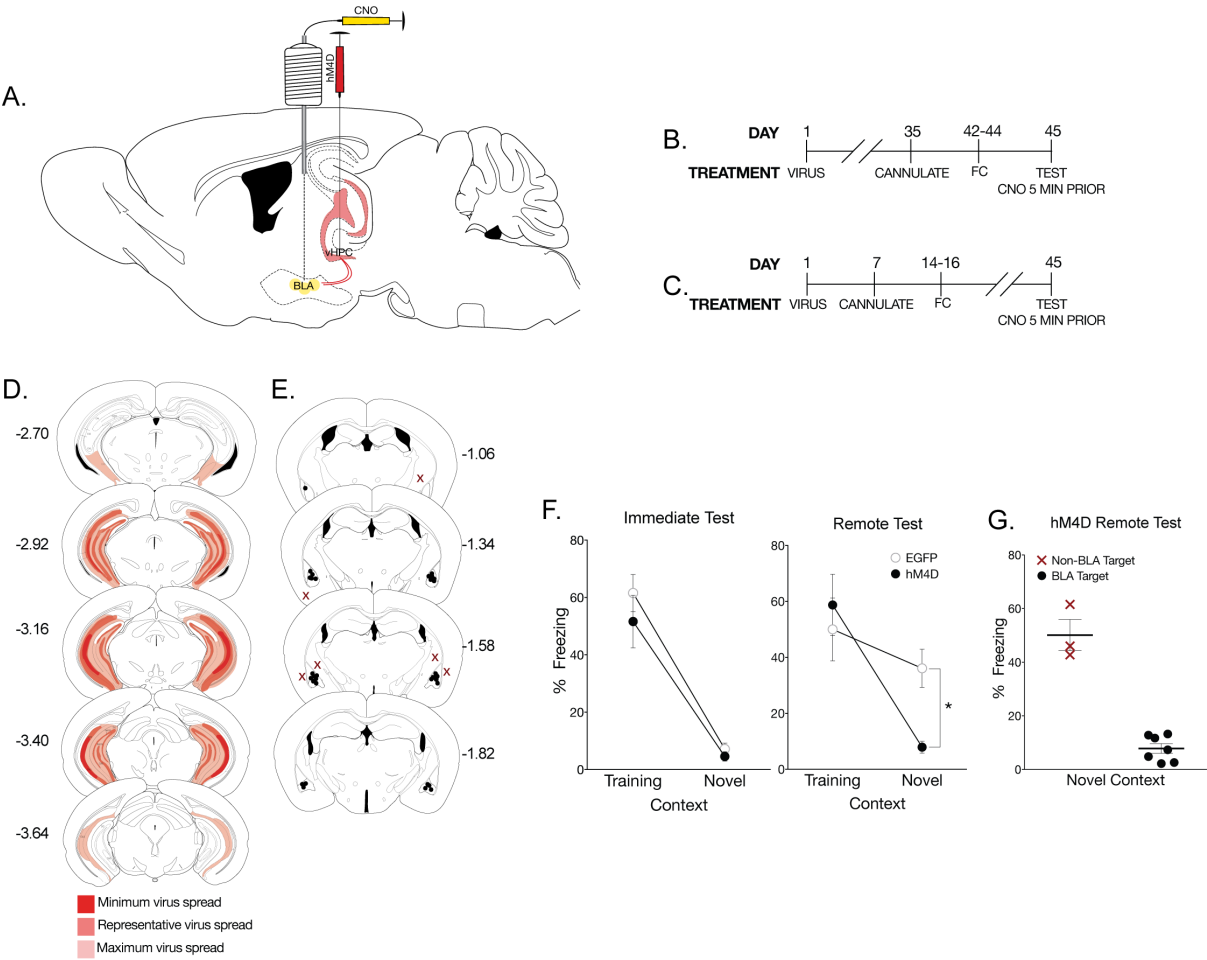 A.
CNO
hM4D
vHPC
BLA
B.
DAY 1 35 42-44 45
TREATMENT VIRUS CANNULATE FC TEST
CNO 5 MIN PRIOR
C.
DAY 1 7 14-16 45
TREATMENT VIRUS CANNULATE FC TEST
CNO 5 MIN PRIOR
D.
-2.70
-2.92
-3.16
-3.40
-3.64
Minimum virus spread
Representative virus spread
Maximum virus spread
E.
-1.06
-1.34
-1.58
-1.82
X
X
X
X
X
X
F.
Immediate Test
% Freezing
80
60
40
20
0
Training Novel
Context
Remote Test
EGFP
hM4D
80
60
40
20
0
*
Training Novel
Context
G.
hM4D Remote Test
Non-BLA Target
BLA Target
% Freezing
80
60
40
20
0
Novel Context